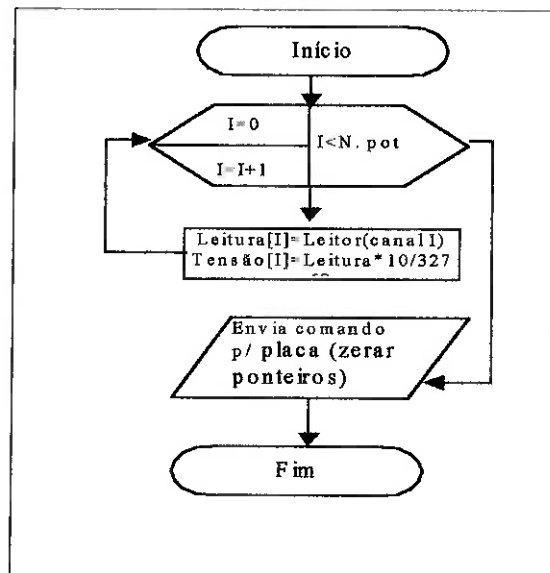 Início
I=0
I<N. pot
I=I+1
Leitura[I]=Leitor(canal I)
Tensão[I]=Leitura*10/327
Envia comando
p/ placa (zerar
ponteiros)
Fim